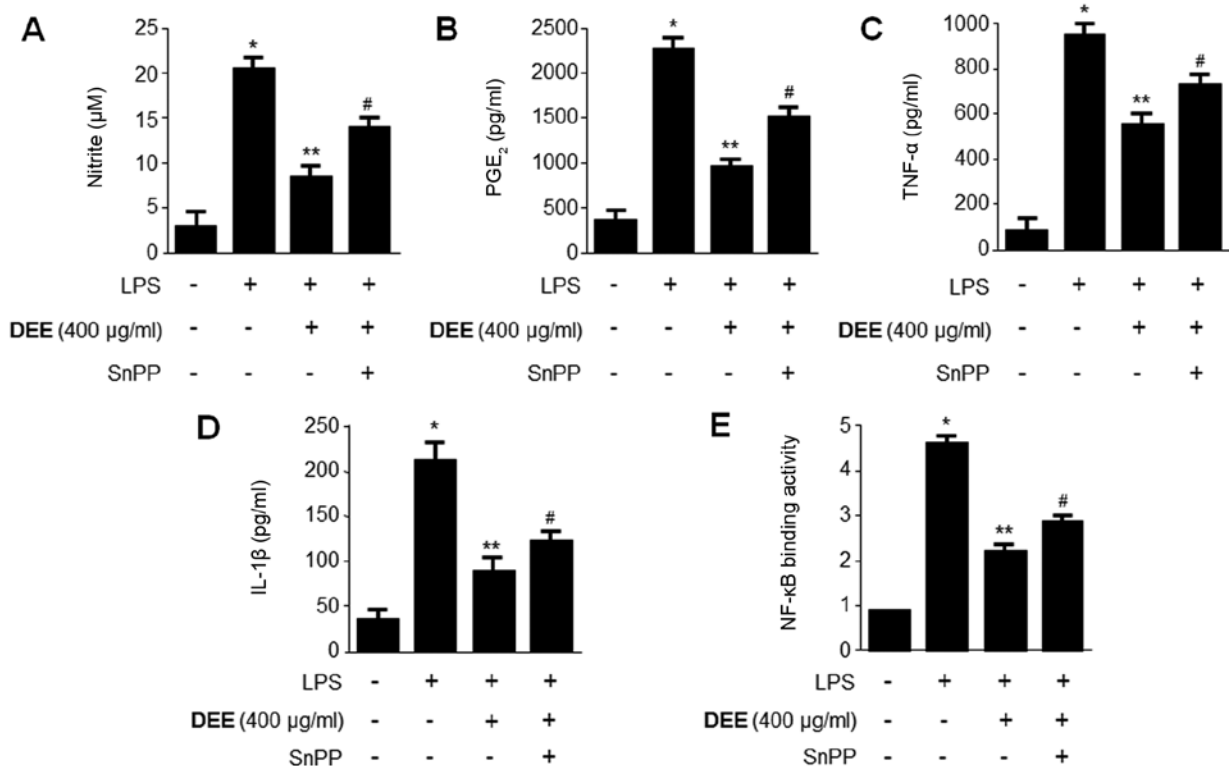 A
Nitrite (µM)
25
20
15
10
5
0
*
**
#
LPS - + + +
DEE (400 µg/ml) - - + +
SnPP - - - +
B
PGE₂ (pg/ml)
2500
2000
1500
1000
500
0
*
**
#
LPS - + + +
DEE (400 µg/ml) - - + +
SnPP - - - +
C
TNF-α (pg/ml)
1000
800
600
400
200
0
*
**
#
LPS - + + +
DEE (400 µg/ml) - - + +
SnPP - - - +
D
IL-1β (pg/ml)
250
200
150
100
50
0
*
**
#
LPS - + + +
DEE (400 µg/ml) - - + +
SnPP - - - +
E
NF-κB binding activity
5
4
3
2
1
0
*
**
#
LPS - + + +
DEE (400 µg/ml) - - + +
SnPP - - - +